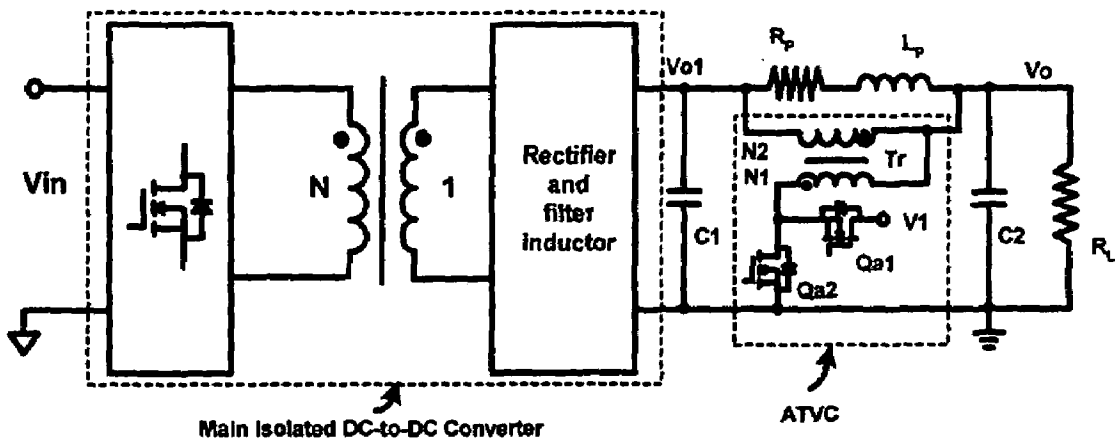 Vin
N
1
Rectifier
and
filter
inductor
Vo1
Rp
Lp
Vo
N2
N1
Tr
C1
V1
Qa1
Qa2
C2
RL
Main Isolated DC-to-DC Converter
ATVC